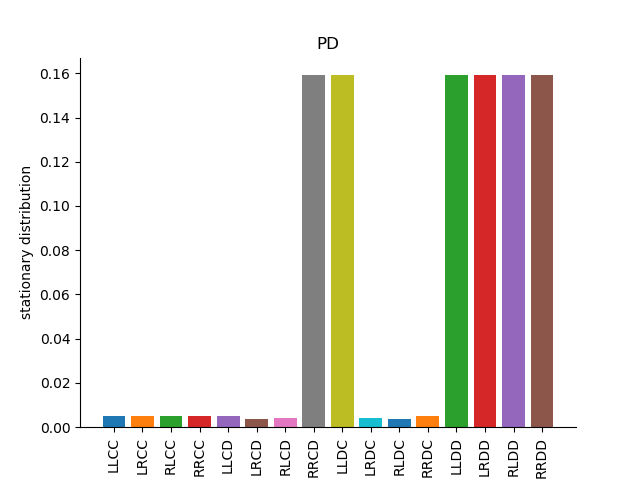 PD
stationary distribution
0.16
0.14
0.12
0.10
0.08
0.06
0.04
0.02
0.00
LLCC
LRCC
RLCC
RRCC
LLCD
LRCD
RLCD
RRCD
LLDC
LRDC
RLDC
RRDC
LLDD
LRDD
RLDD
RRDD